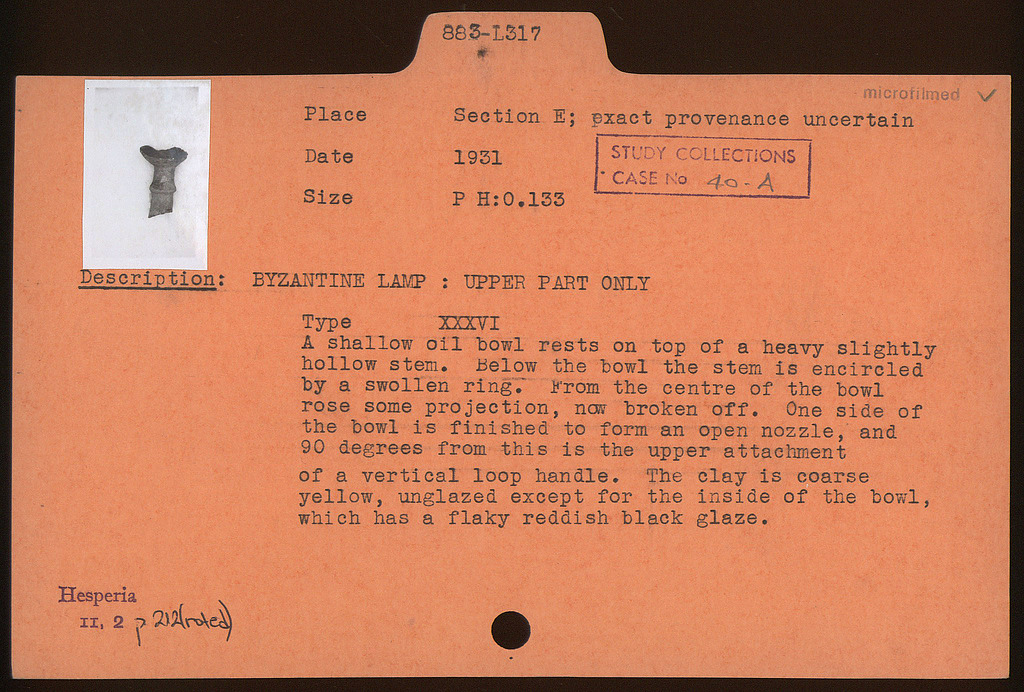 883-L317
microfilmed ✓
Place Section E; exact provenance uncertain
Date 1931
STUDY COLLECTIONS
CASE No 40-A
Size P H:0.133
Description: BYZANTINE LAMP : UPPER PART ONLY
Type XXXVI
A shallow oil bowl rests on top of a heavy slightly
hollow stem. Below the bowl the stem is encircled
by a swollen ring. From the centre of the bowl
rose some projection, now broken off. One side of
the bowl is finished to form an open nozzle, and
90 degrees from this is the upper attachment
of a vertical loop handle. The clay is coarse
yellow, unglazed except for the inside of the bowl,
which has a flaky reddish black glaze.
Hesperia
II, 2 p 212 (noted)